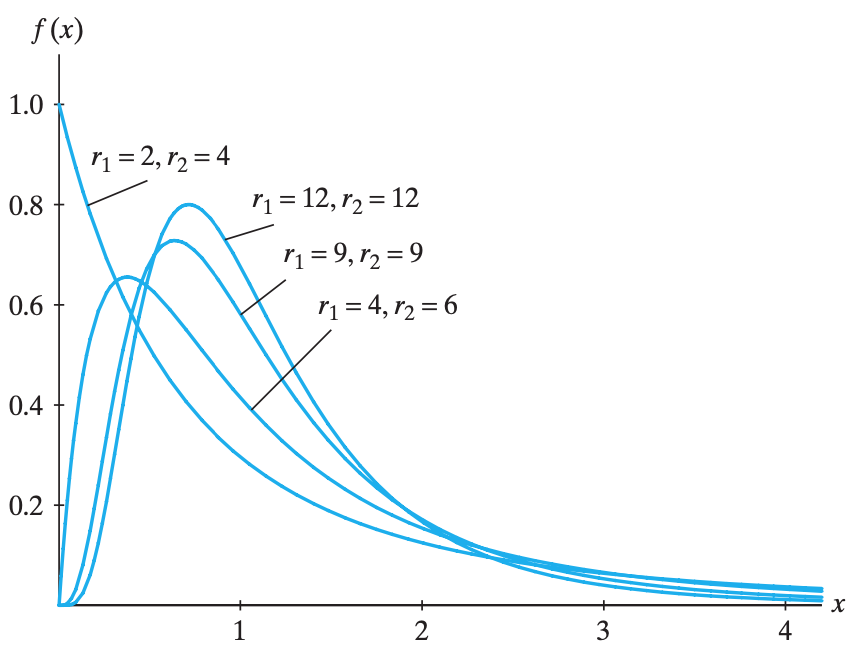 f(x)
1.0
r₁ = 2, r₂ = 4
0.8
r₁ = 12, r₂ = 12
r₁ = 9, r₂ = 9
0.6
r₁ = 4, r₂ = 6
0.4
0.2
x
1 2 3 4